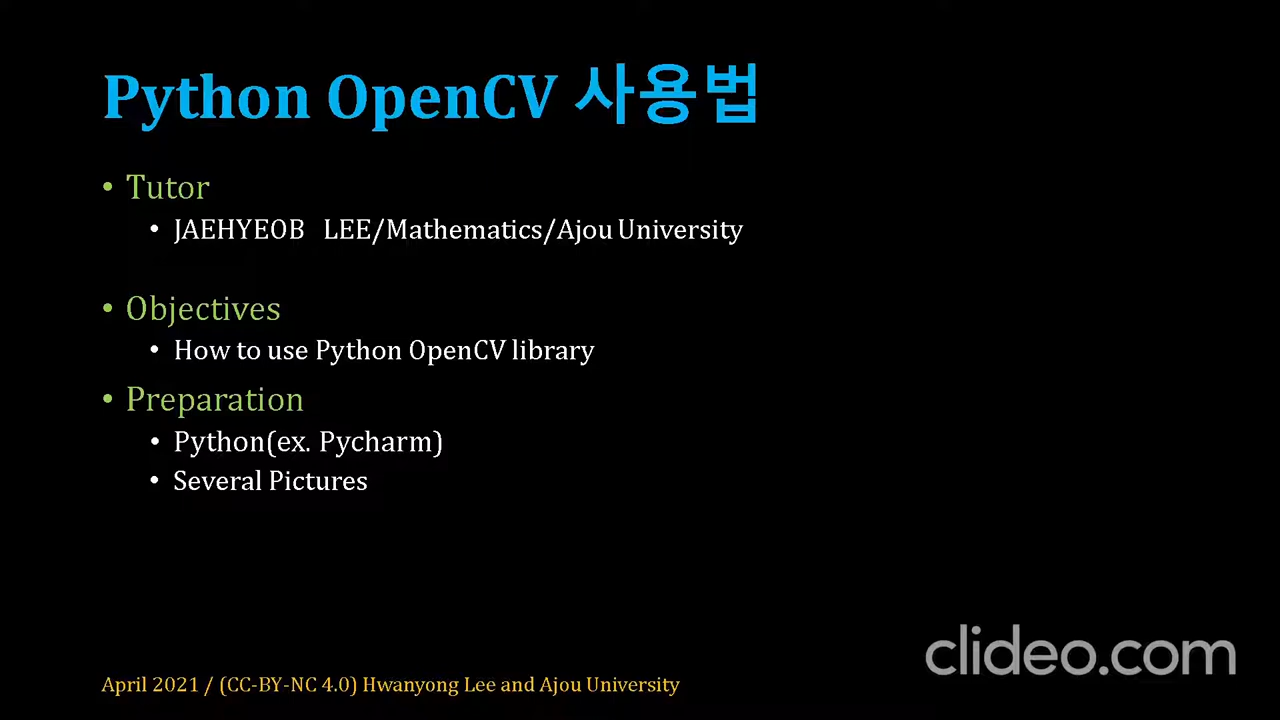 Python OpenCV 사용법
• Tutor
• JAEHYEOB LEE/Mathematics/Ajou University
• Objectives
• How to use Python OpenCV library
• Preparation
• Python(ex. Pycharm)
• Several Pictures
clideo.com
April 2021 / (CC-BY-NC 4.0) Hwanyong Lee and Ajou University